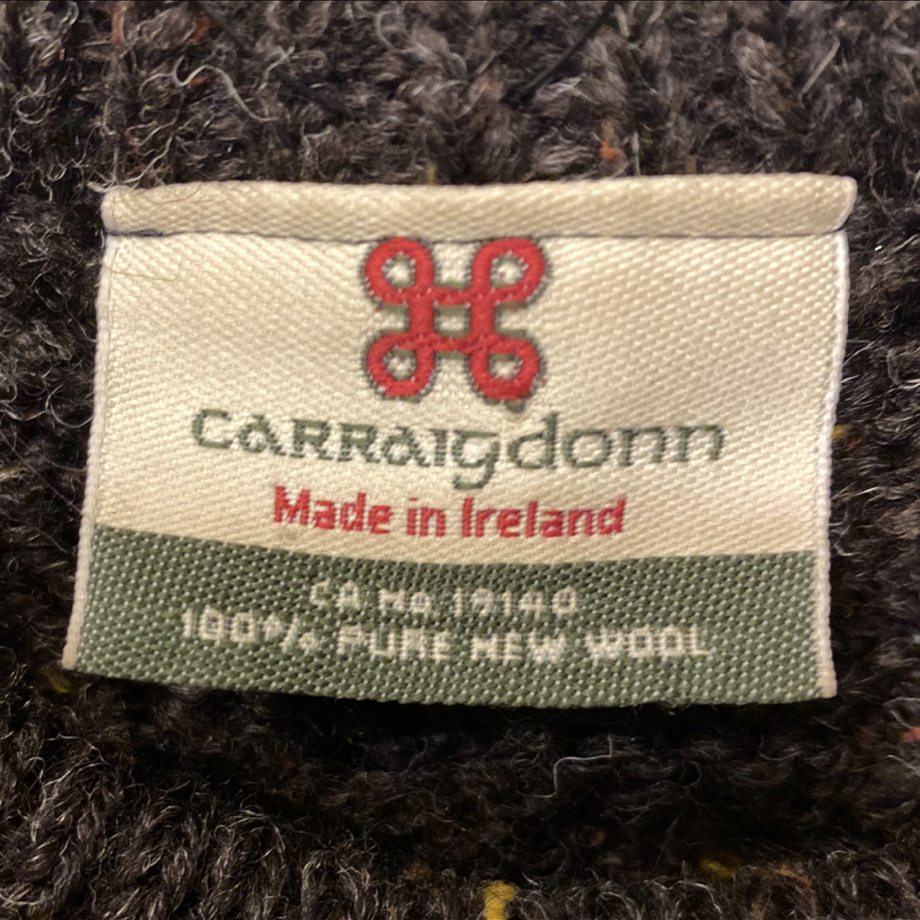 CARRAIGdonn
Made in Ireland
CA No 19140
100% PURE NEW WOOL